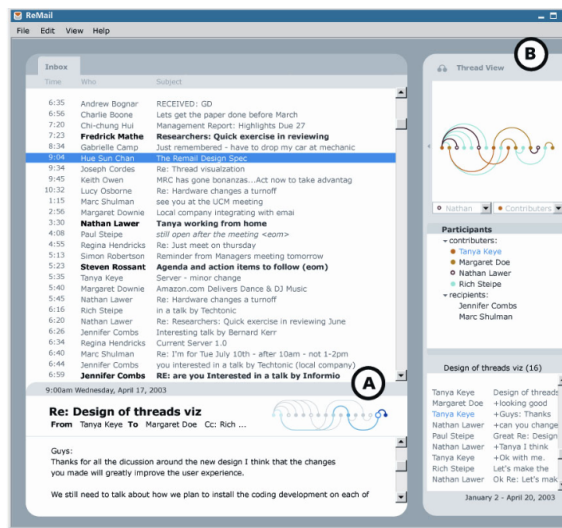 ReMail
File Edit View Help
Inbox
Time Who Subject
6:35 Andrew Bognar RECEIVED: GD
6:56 Charlie Boone Lets get the paper done before March
7:20 Chi-chung Hui Management Report: Highlights Due 27
7:23 Fredrick Mathe Researchers: Quick exercise in reviewing
8:34 Gabrielle Camp Just remembered - have to drop my car at mechanic
9:04 Hue Sun Chan The Remail Design Spec
9:34 Joseph Cordes Re: Thread visualzation
9:45 Keith Owen MRC has gone bonanzas...Act now to take advantag
10:32 Lucy Osborne Re: Hardware changes a turnoff
1:15 Marc Shulman see you at the UCM meeting
2:56 Margaret Downie Local company integrating with emai
3:30 Nathan Lawer Tanya working from home
4:08 Paul Steipe still open after the meeting <eom>
4:55 Regina Hendricks Re: Just meet on thursday
5:13 Simon Robertson Reminder from Managers meeting tomorrow
5:23 Steven Rossant Agenda and action items to follow (eom)
5:35 Tanya Keye Server - minor change
5:40 Margaret Downie Amazon.com Delivers Dance & DJ Music
5:45 Nathan Lawer Re: Hardware changes a turnoff
6:16 Rich Steipe in a talk by Techtonic
6:20 Nathan Lawer Re: Researchers: Quick exercise in reviewing June
6:26 Jennifer Combs Interesting talk by Bernard Kerr
6:34 Regina Hendricks Current Server 1.0
6:40 Marc Shulman Re: I'm for Tue July 10th - after 10am - not 1-2pm
6:44 Jennifer Combs you interested in a talk by Techtonic (local company)
6:59 Jennifer Combs RE: are you Interested in a talk by Informio
9:00am Wednesday, April 17, 2003
A
Re: Design of threads viz
From Tanya Keye To Margaret Doe Cc: Rich ...
Guys:
Thanks for all the dicussion around the new design I think that the changes
you made will greatly improve the user experience.
We still need to talk about how we plan to install the coding development on each of
B
Thread View
Nathan Contributers
Participants
contributers:
Tanya Keye
Margaret Doe
Nathan Lawer
Rich Steipe
recipients:
Jennifer Combs
Marc Shulman
Design of threads viz (16)
Tanya Keye Design of threads
Margaret Doe +looking good
Tanya Keye +Guys: Thanks
Nathan Lawer +can you change
Paul Steipe Great Re: Design
Nathan Lawer +Tanya I think
Tanya Keye +Ok with me.
Rich Steipe Let's make the
Nathan Lawer Ok Re: Let's mak
January 2 - April 20, 2003